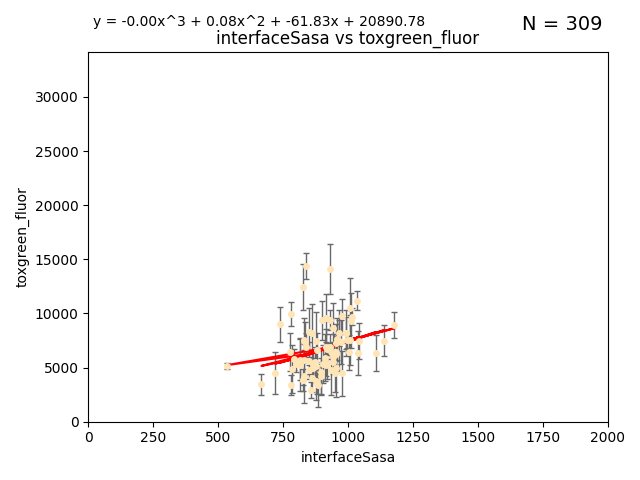 y = -0.00x^3 + 0.08x^2 + -61.83x + 20890.78
N = 309
interfaceSasa vs toxgreen_fluor
30000
25000
20000
15000
10000
5000
0
toxgreen_fluor
0 250 500 750 1000 1250 1500 1750 2000
interfaceSasa